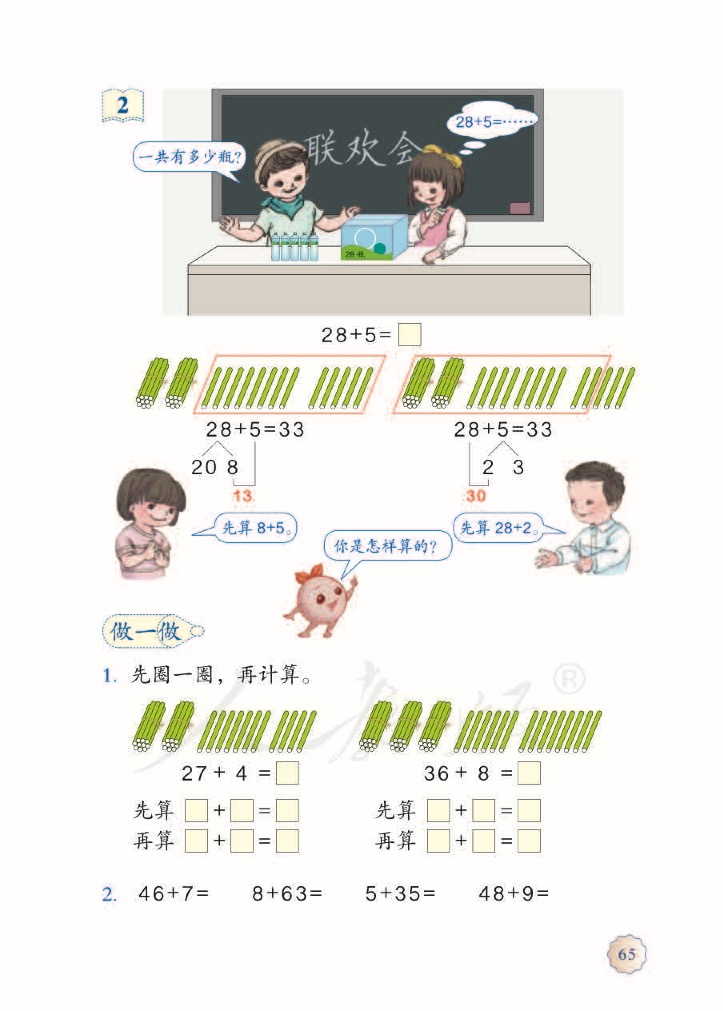 2
联欢会
28+5=……
一共有多少瓶?
28 瓶
28+5=□
28+5=33
20 8
13
先算 8+5。
28+5=33
2 3
30
先算 28+2。
你是怎样算的?
做一做
1. 先圈一圈，再计算。
27 + 4 = □
先算 □ + □ = □
再算 □ + □ = □
36 + 8 = □
先算 □ + □ = □
再算 □ + □ = □
2. 46+7= 8+63= 5+35= 48+9=
65